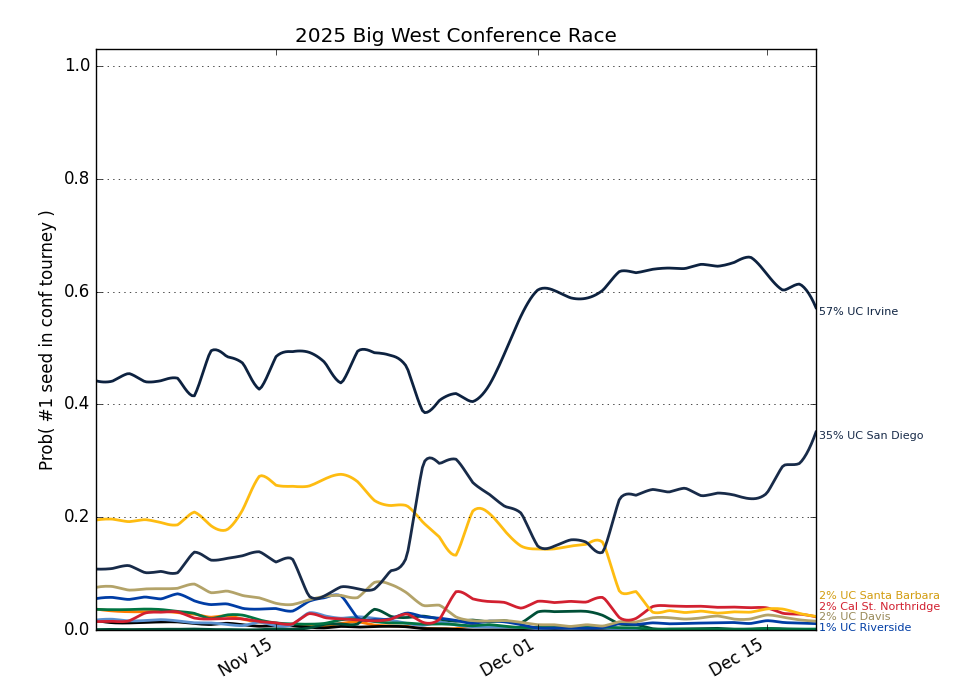 2025 Big West Conference Race
Prob( #1 seed in conf tourney )
1.0
0.8
0.6
0.4
0.2
0.0
Nov 15
Dec 01
Dec 15
57% UC Irvine
35% UC San Diego
2% UC Santa Barbara
2% Cal St. Northridge
2% UC Davis
1% UC Riverside